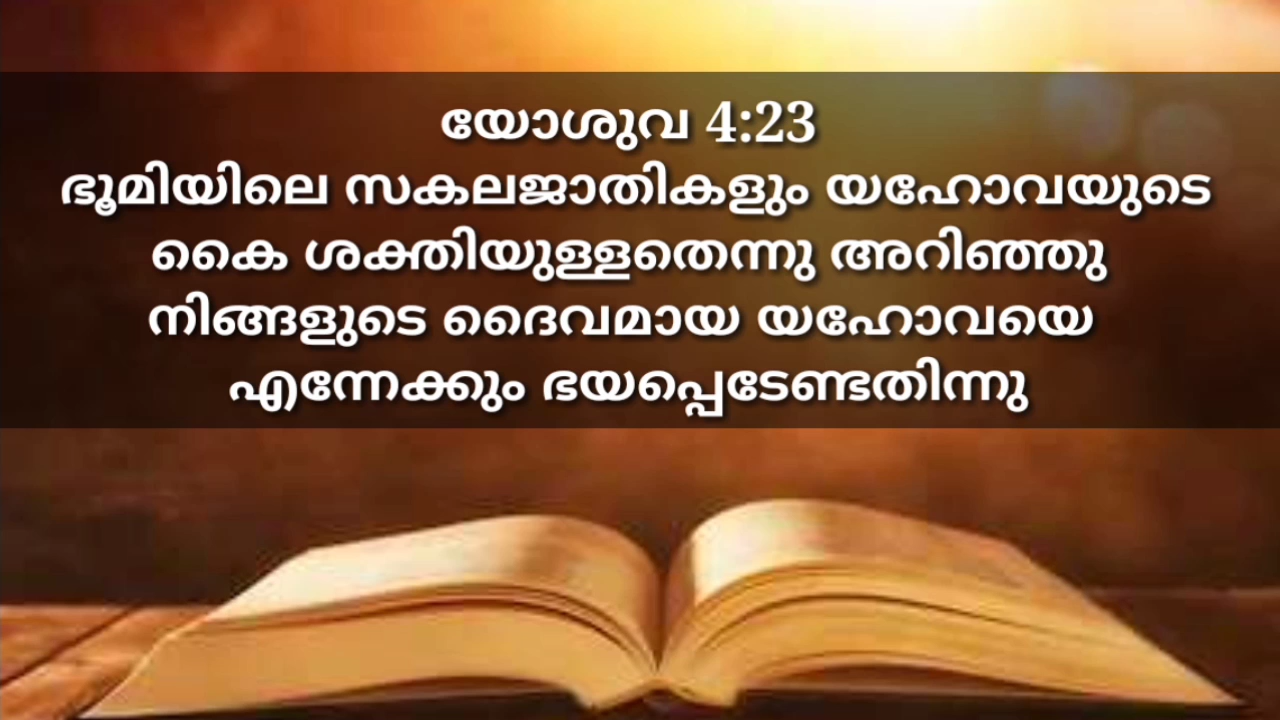 യോശുവ 4:23
ഭൂമിയിലെ സകലജാതികളും യഹോവയുടെ
കൈ ശക്തിയുള്ളതെന്നു അറിഞ്ഞു
നിങ്ങളുടെ ദൈവമായ യഹോവയെ
എന്നേക്കും ഭയപ്പെടേണ്ടതിന്നു